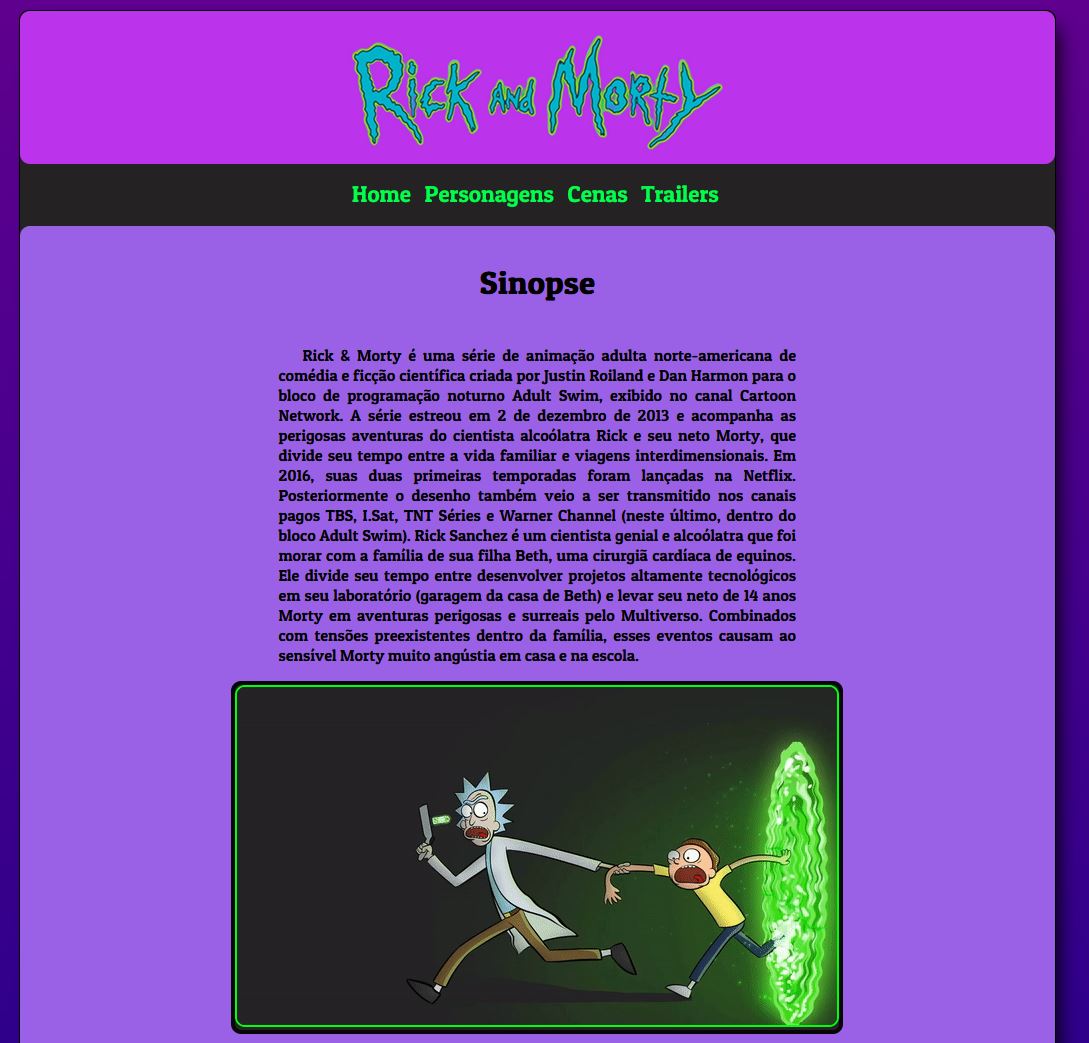 Rick and Morty
Home Personagens Cenas Trailers
Sinopse
Rick & Morty é uma série de animação adulta norte-americana de
comédia e ficção científica criada por Justin Roiland e Dan Harmon para o
bloco de programação noturno Adult Swim, exibido no canal Cartoon
Network. A série estreou em 2 de dezembro de 2013 e acompanha as
perigosas aventuras do cientista alcoólatra Rick e seu neto Morty, que
divide seu tempo entre a vida familiar e viagens interdimensionais. Em
2016, suas duas primeiras temporadas foram lançadas na Netflix.
Posteriormente o desenho também veio a ser transmitido nos canais
pagos TBS, I.Sat, TNT Séries e Warner Channel (neste último, dentro do
bloco Adult Swim). Rick Sanchez é um cientista genial e alcoólatra que foi
morar com a família de sua filha Beth, uma cirurgiã cardíaca de equinos.
Ele divide seu tempo entre desenvolver projetos altamente tecnológicos
em seu laboratório (garagem da casa de Beth) e levar seu neto de 14 anos
Morty em aventuras perigosas e surreais pelo Multiverso. Combinados
com tensões preexistentes dentro da família, esses eventos causam ao
sensível Morty muito angústia em casa e na escola.